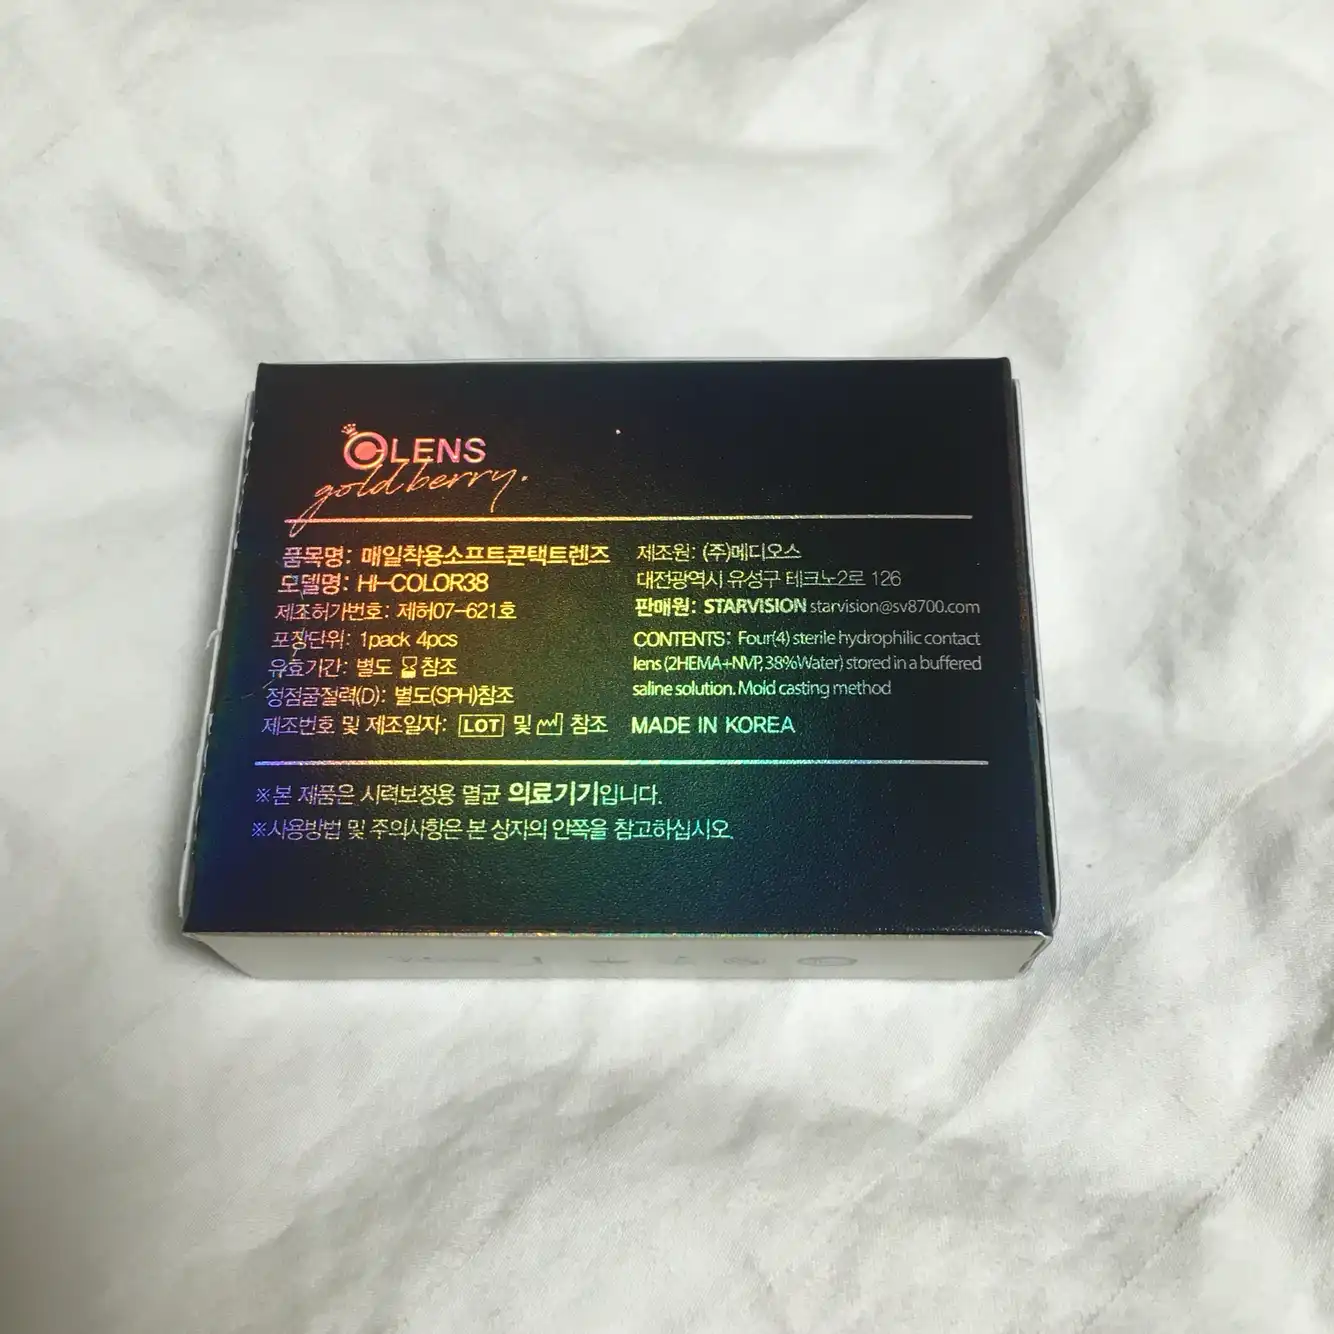 OLENS
goldberry.
품목명: 매일착용소프트콘택트렌즈
모델명: HI-COLOR38
제조허가번호: 제허07-621호
포장단위: 1pack 4pcs
유효기간: 별도 참조
정점굴절력(D): 별도(SPH)참조
제조번호 및 제조일자: LOT 및 참조
제조원: (주)메디오스
대전광역시 유성구 테크노2로 126
판매원: STARVISION starvision@sv8700.com
CONTENTS: Four(4) sterile hydrophilic contact
lens (2HEMA+NVP, 38%Water) stored in a buffered
saline solution. Mold casting method
MADE IN KOREA
※본 제품은 시력보정용 멸균 의료기기입니다.
※사용방법 및 주의사항은 본 상자의 안쪽을 참고하십시오.